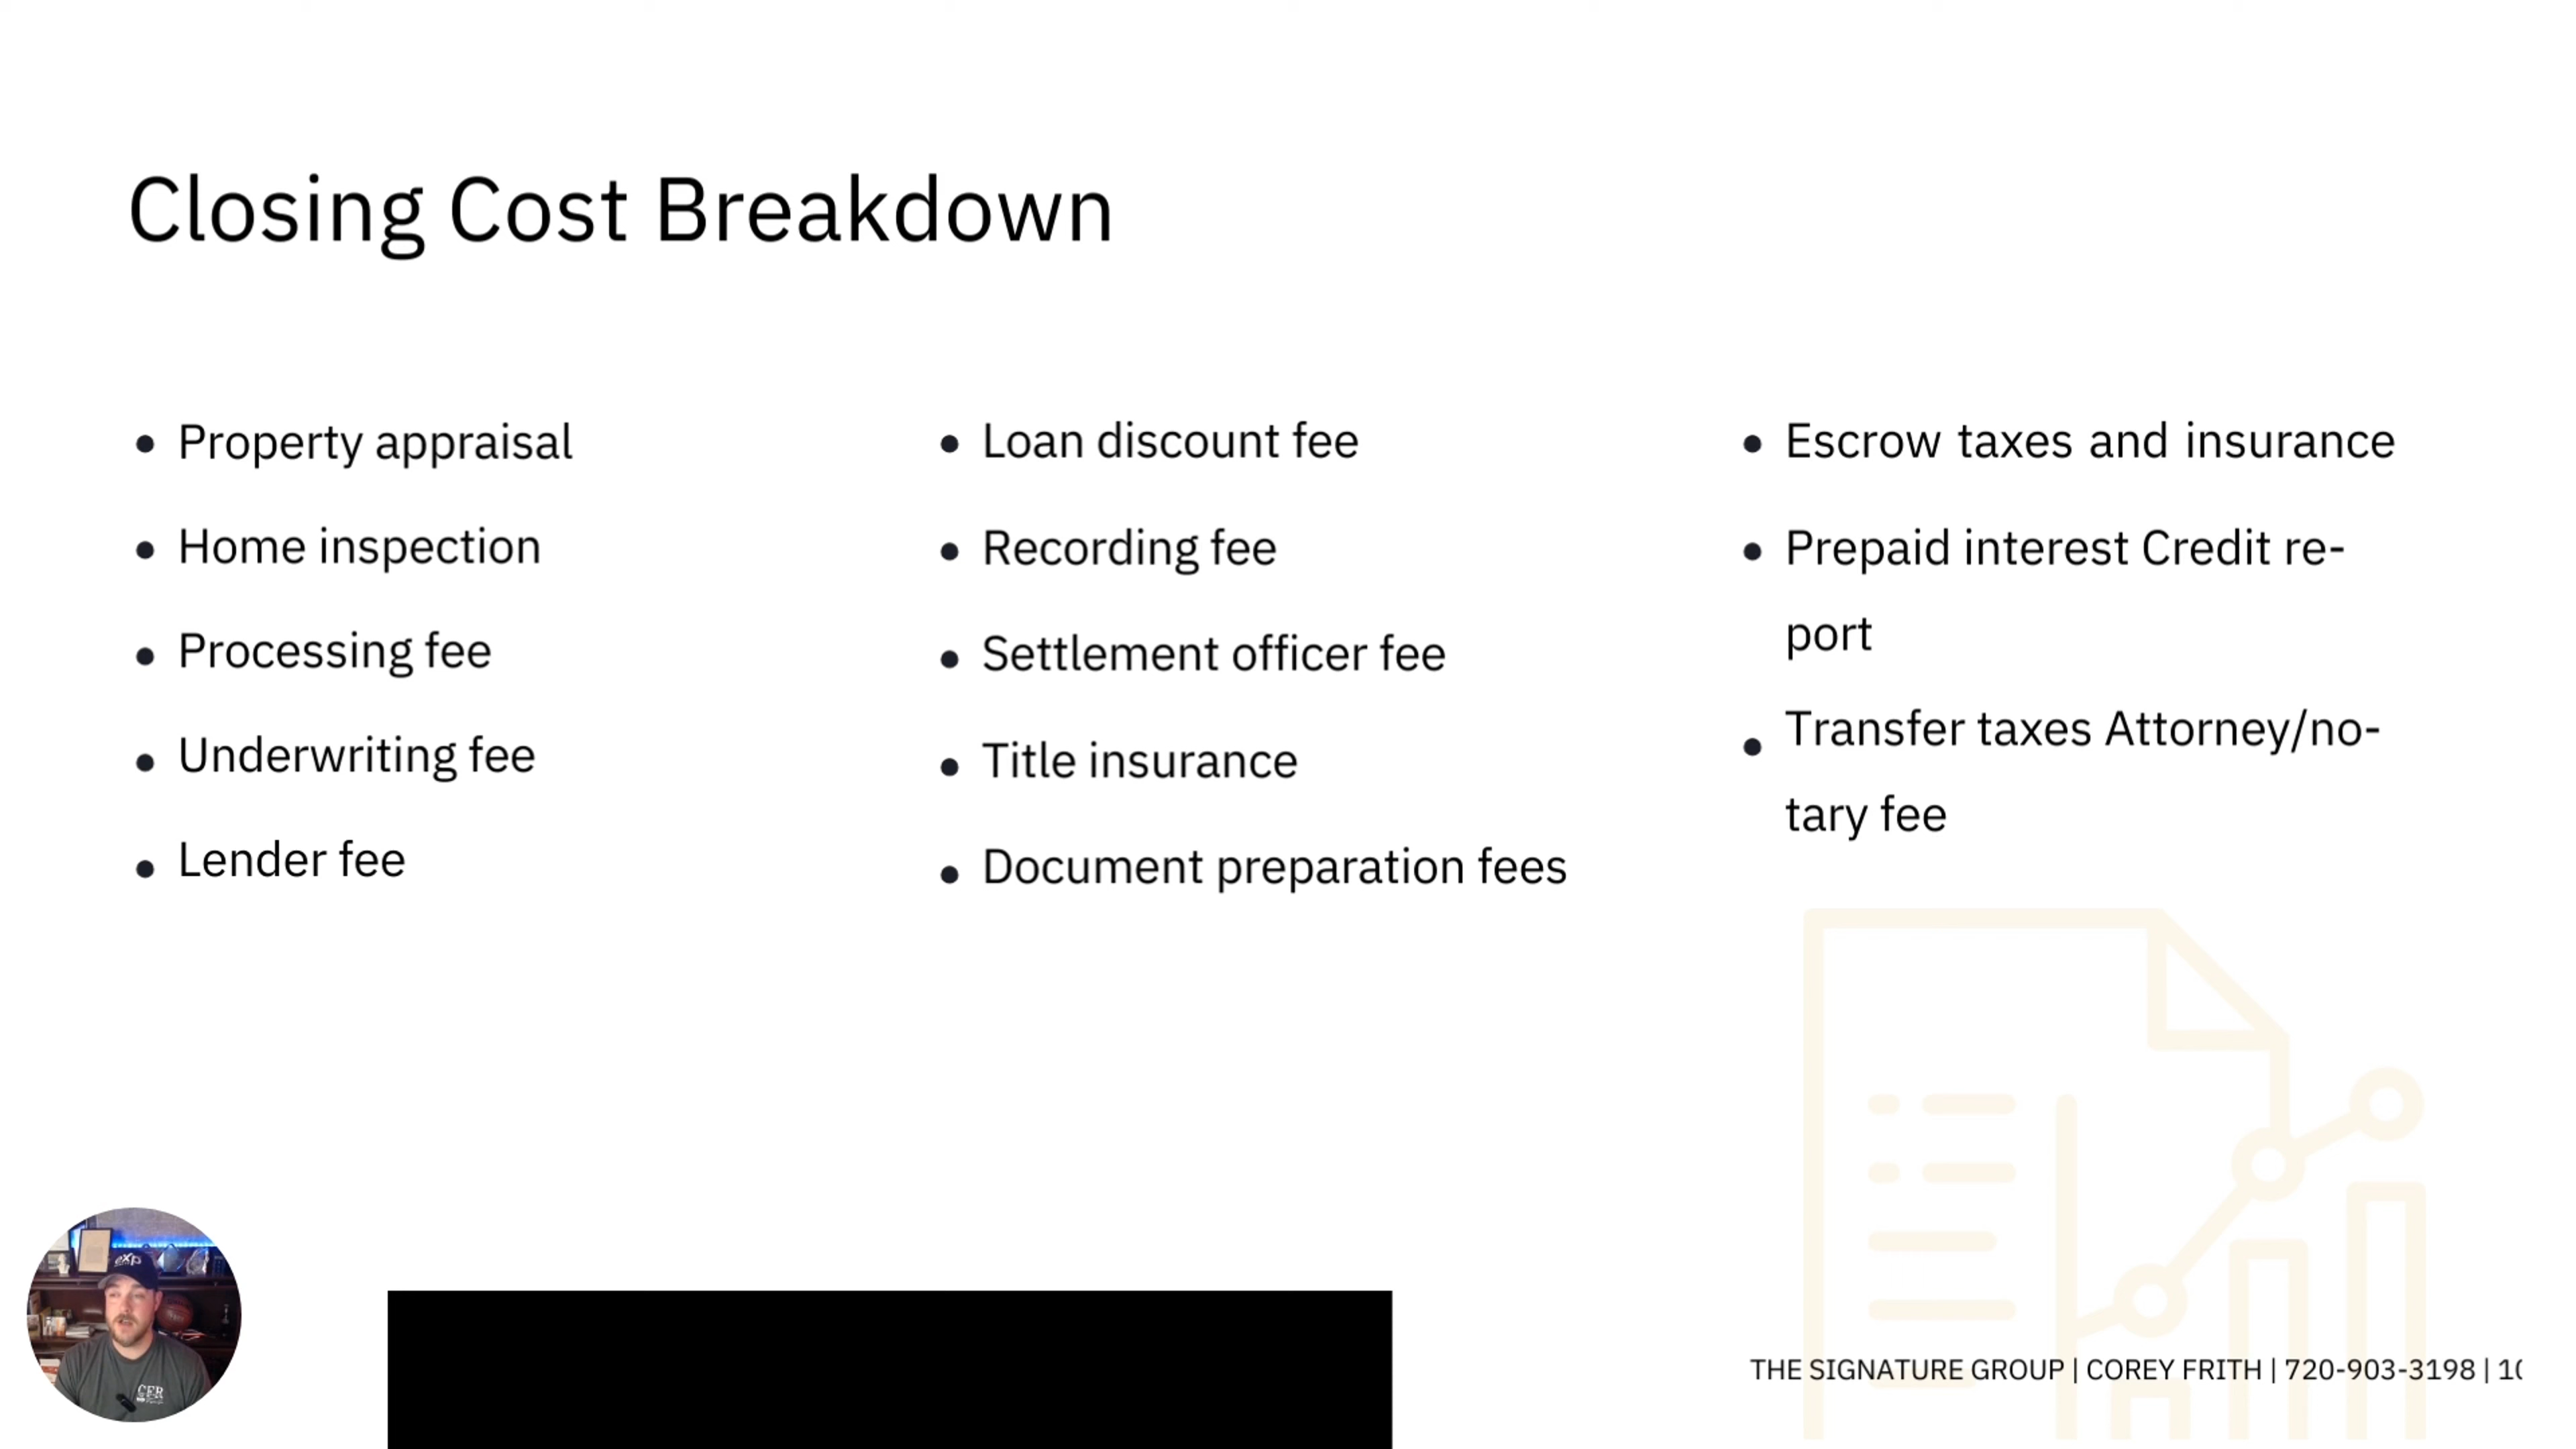 Closing Cost Breakdown
Property appraisal
Home inspection
Processing fee
Underwriting fee
Lender fee
Loan discount fee
Recording fee
Settlement officer fee
Title insurance
Document preparation fees
Escrow taxes and insurance
Prepaid interest Credit re-
port
Transfer taxes Attorney/no-
tary fee
eXp
CFR
THE SIGNATURE GROUP | COREY FRITH | 720-903-3198 |